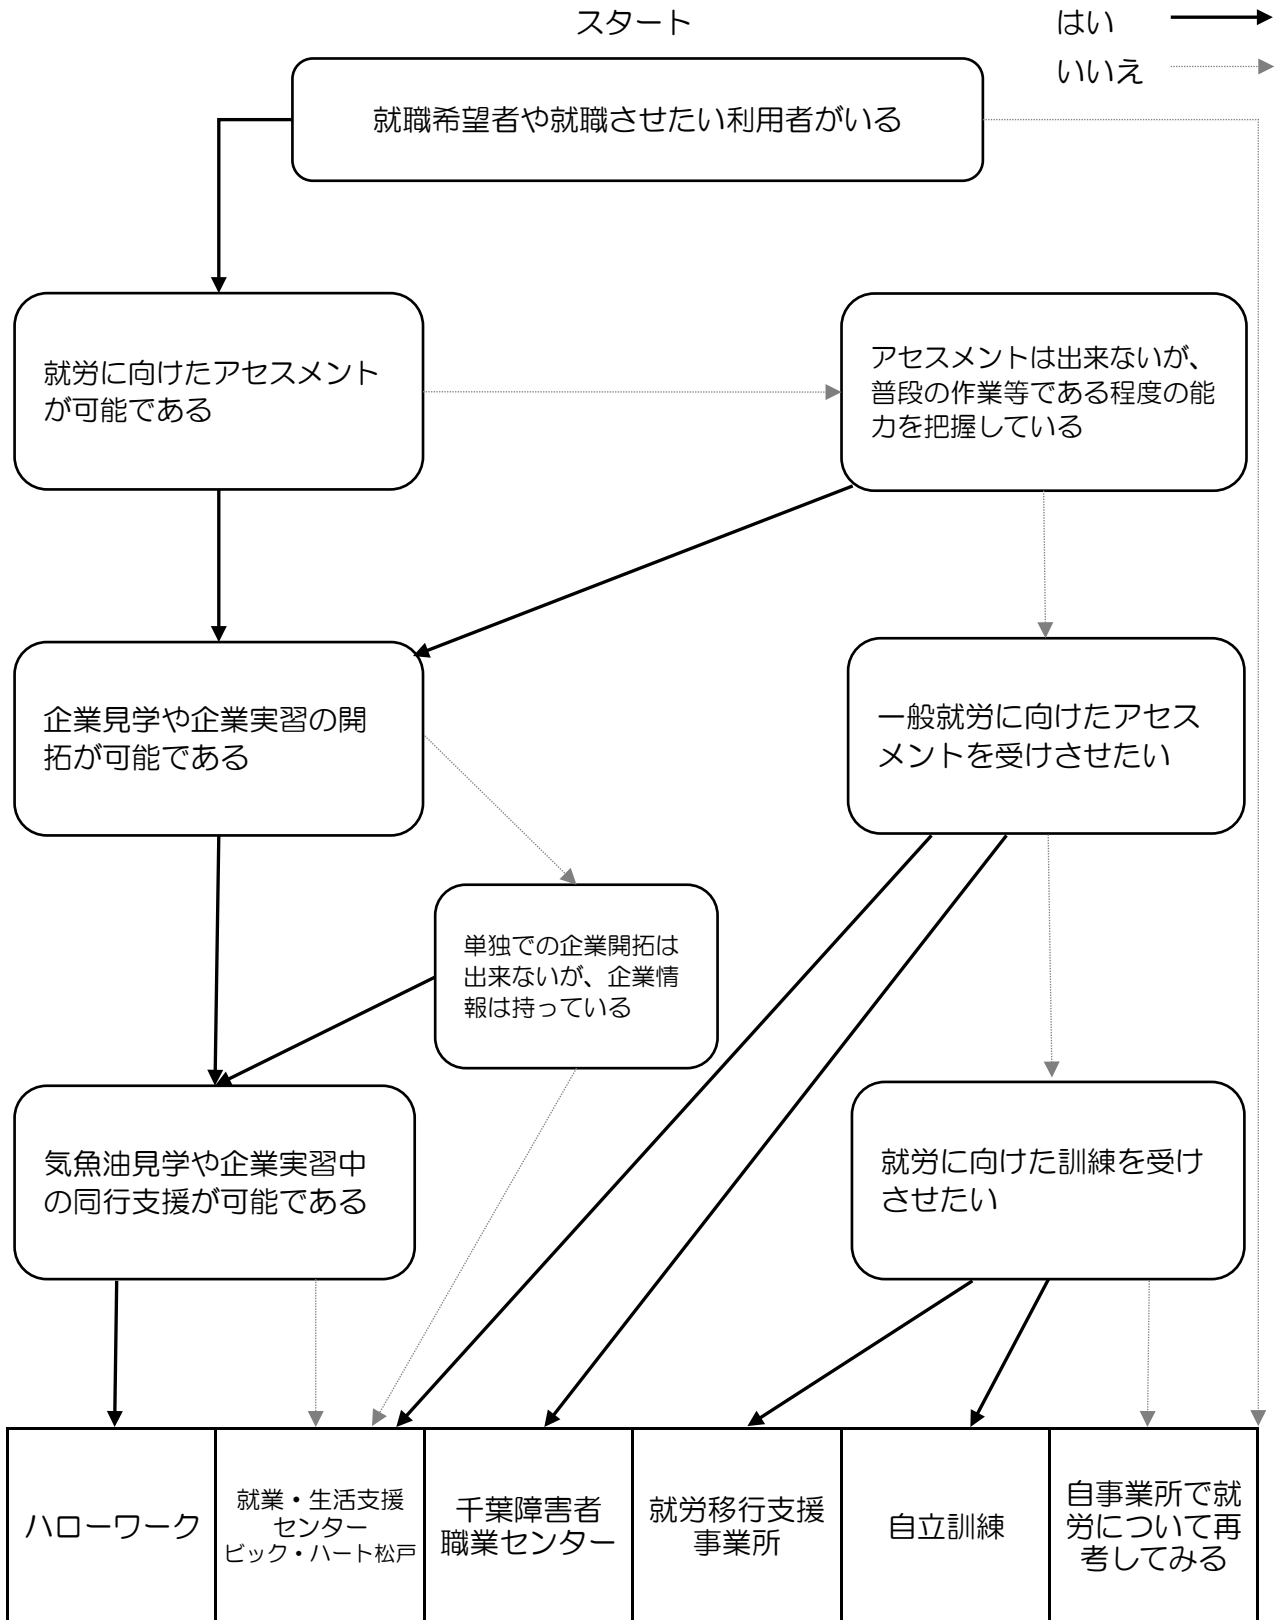 スタート
はい
いいえ
就職希望者や就職させたい利用者がいる
就労に向けたアセスメント
が可能である
アセスメントは出来ないが、
普段の作業等である程度の能
力を把握している
企業見学や企業実習の開
拓が可能である
一般就労に向けたアセス
メントを受けさせたい
単独での企業開拓は
出来ないが、企業情
報は持っている
気魚油見学や企業実習中
の同行支援が可能である
就労に向けた訓練を受け
させたい
ハローワーク
就業・生活支援
センター
ビック・ハート松戸
千葉障害者
職業センター
就労移行支援
事業所
自立訓練
自事業所で就
労について再
考してみる